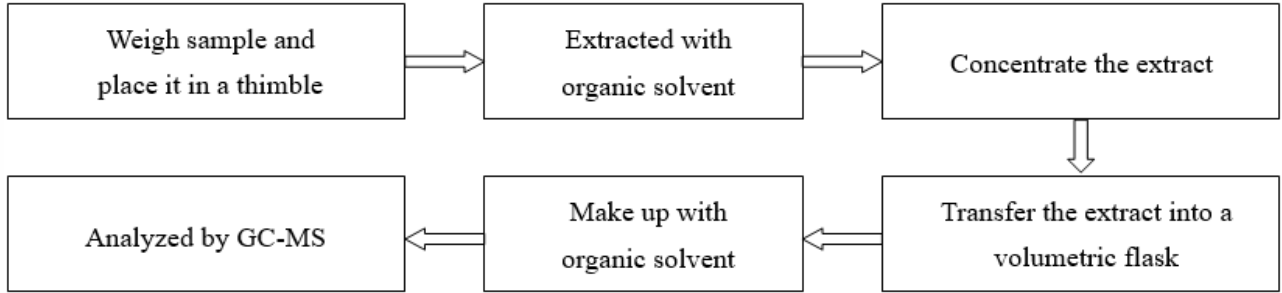 Weigh sample and
place it in a thimble
Extracted with
organic solvent
Concentrate the extract
Transfer the extract into a
volumetric flask
Make up with
organic solvent
Analyzed by GC-MS